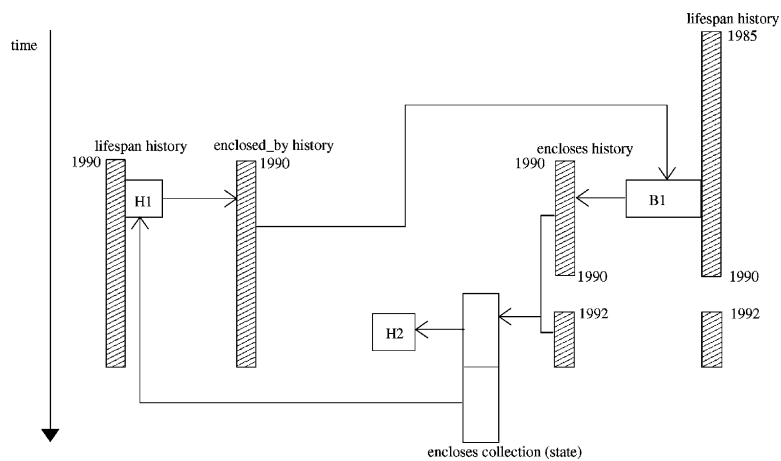 lifespan history
1985
time
lifespan history
enclosed_by history
encloses history
1990
1990
1990
H1
B1
1990
1990
1992
1992
H2
encloses collection (state)